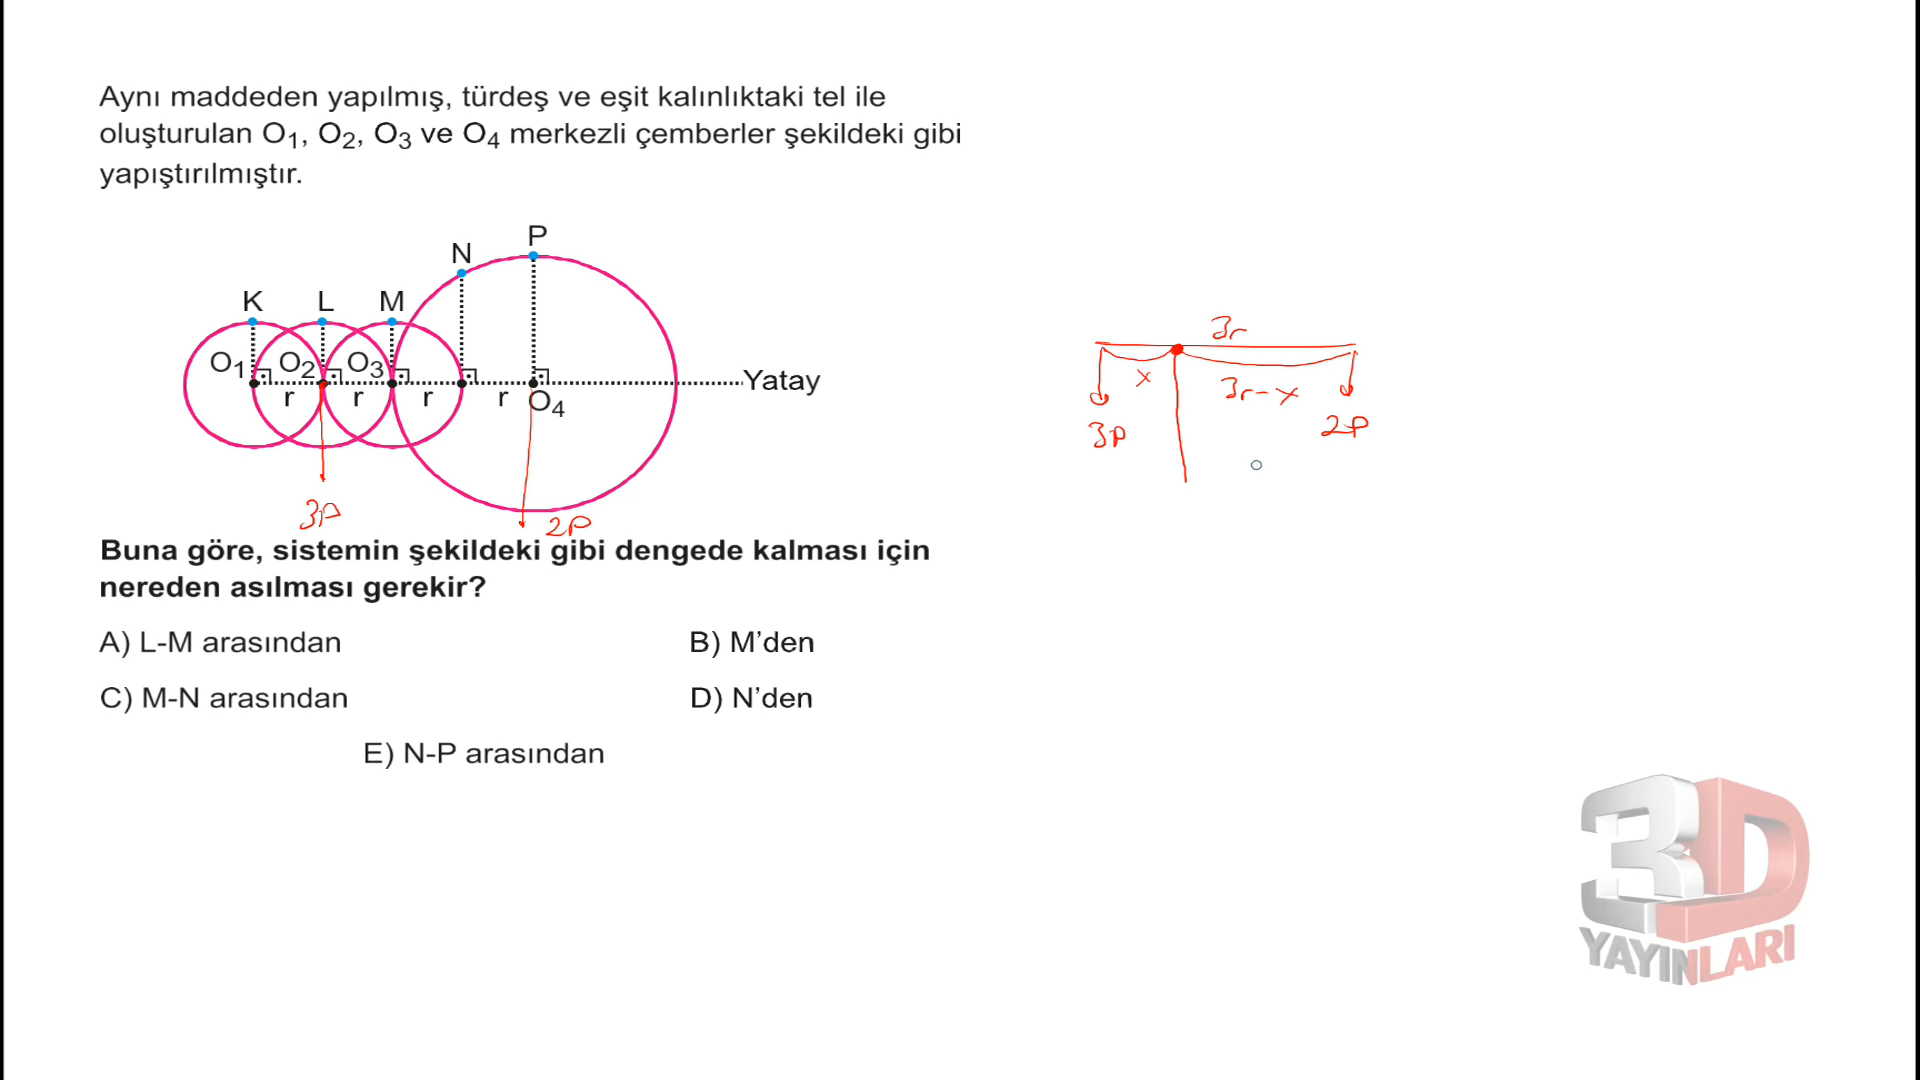 Aynı maddeden yapılmış, türdeş ve eşit kalınlıktaki tel ile
oluşturulan O₁, O₂, O₃ ve O₄ merkezli çemberler şekildeki gibi
yapıştırılmıştır.
P
N
K L M
O₁ O₂ O₃
Yatay
r r r r O₄
3P
2P
3r
x 3r-x
3P 2P
Buna göre, sistemin şekildeki gibi dengede kalması için
nereden asılması gerekir?
A) L-M arasından B) M’den
C) M-N arasından D) N’den
E) N-P arasından
3D
YAYINLARI